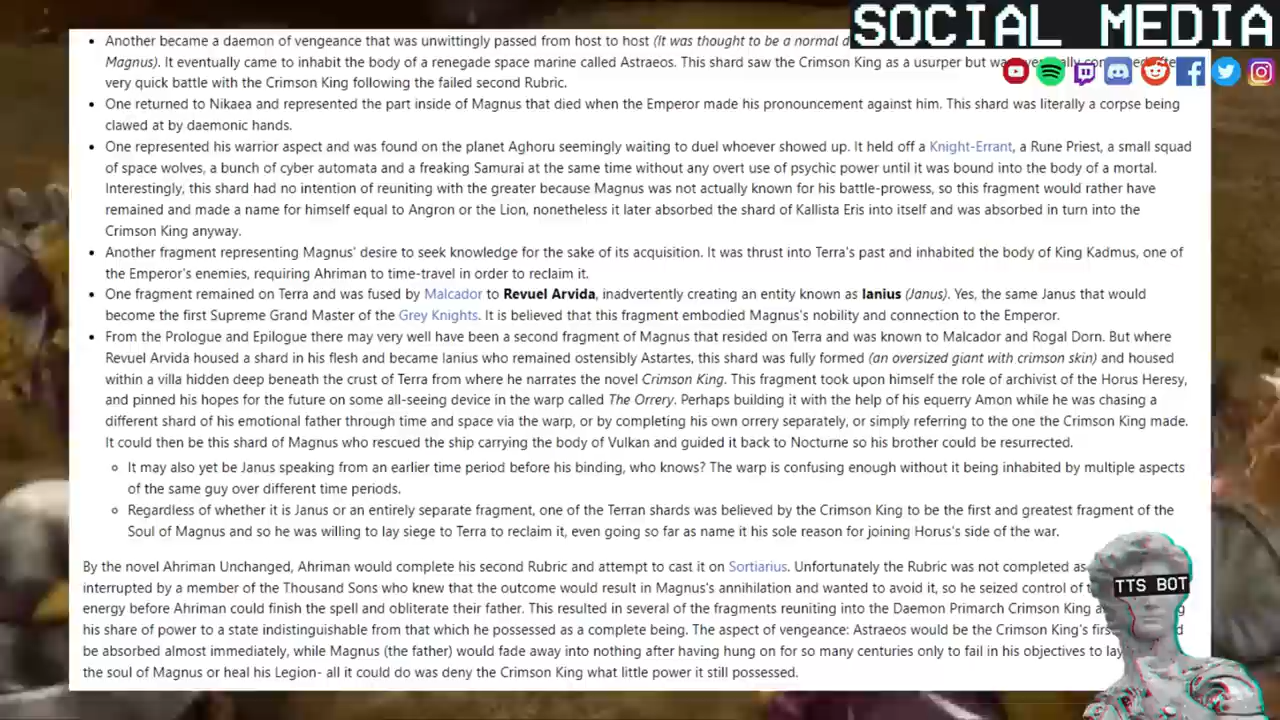 SOCIAL MEDIA
Another became a daemon of vengeance that was unwittingly passed from host to host (It was thought to be a normal
Magnus). It eventually came to inhabit the body of a renegade space marine called Astraeos. This shard saw the Crimson King as a usurper but
very quick battle with the Crimson King following the failed second Rubric.
One returned to Nikaea and represented the part inside of Magnus that died when the Emperor made his pronouncement against him. This shard was literally a corpse being
clawed at by daemonic hands.
One represented his warrior aspect and was found on the planet Aghoru seemingly waiting to duel whoever showed up. It held off a Knight-Errant, a Rune Priest, a small squad
of space wolves, a bunch of cyber automata and a freaking Samurai at the same time without any overt use of psychic power until it was bound into the body of a mortal.
Interestingly, this shard had no intention of reuniting with the greater because Magnus was not actually known for his battle-prowess, so this fragment would rather have
remained and made a name for himself equal to Angron or the Lion, nonetheless it later absorbed the shard of Kallista Eris into itself and was absorbed in turn into the
Crimson King anyway.
Another fragment representing Magnus' desire to seek knowledge for the sake of its acquisition. It was thrust into Terra's past and inhabited the body of King Kadmus, one of
the Emperor's enemies, requiring Ahriman to time-travel in order to reclaim it.
One fragment remained on Terra and was fused by Malcador to Revuel Arvida, inadvertently creating an entity known as Ianius (Janus). Yes, the same Janus that would
become the first Supreme Grand Master of the Grey Knights. It is believed that this fragment embodied Magnus's nobility and connection to the Emperor.
From the Prologue and Epilogue there may very well have been a second fragment of Magnus that resided on Terra and was known to Malcador and Rogal Dorn. But where
Revuel Arvida housed a shard in his flesh and became Ianius who remained ostensibly Astartes, this shard was fully formed (an oversized giant with crimson skin) and housed
within a villa hidden deep beneath the crust of Terra from where he narrates the novel Crimson King. This fragment took upon himself the role of archivist of the Horus Heresy,
and pinned his hopes for the future on some all-seeing device in the warp called The Orrery. Perhaps building it with the help of his equerry Amon while he was chasing a
different shard of his emotional father through time and space via the warp, or by completing his own orrery separately, or simply referring to the one the Crimson King made.
It could then be this shard of Magnus who rescued the ship carrying the body of Vulkan and guided it back to Nocturne so his brother could be resurrected.
It may also yet be Janus speaking from an earlier time period before his binding, who knows? The warp is confusing enough without it being inhabited by multiple aspects
of the same guy over different time periods.
Regardless of whether it is Janus or an entirely separate fragment, one of the Terran shards was believed by the Crimson King to be the first and greatest fragment of the
Soul of Magnus and so he was willing to lay siege to Terra to reclaim it, even going so far as name it his sole reason for joining Horus's side of the war.
By the novel Ahriman Unchanged, Ahriman would complete his second Rubric and attempt to cast it on Sortiarius. Unfortunately the Rubric was not completed as
interrupted by a member of the Thousand Sons who knew that the outcome would result in Magnus's annihilation and wanted to avoid it, so he seized control of
energy before Ahriman could finish the spell and obliterate their father. This resulted in several of the fragments reuniting into the Daemon Primarch Crimson King
his share of power to a state indistinguishable from that which he possessed as a complete being. The aspect of vengeance: Astraeos would be the Crimson King's
be absorbed almost immediately, while Magnus (the father) would fade away into nothing after having hung on for so many centuries only to fail in his objectives to
the soul of Magnus or heal his Legion- all it could do was deny the Crimson King what little power it still possessed.
TTS BOT